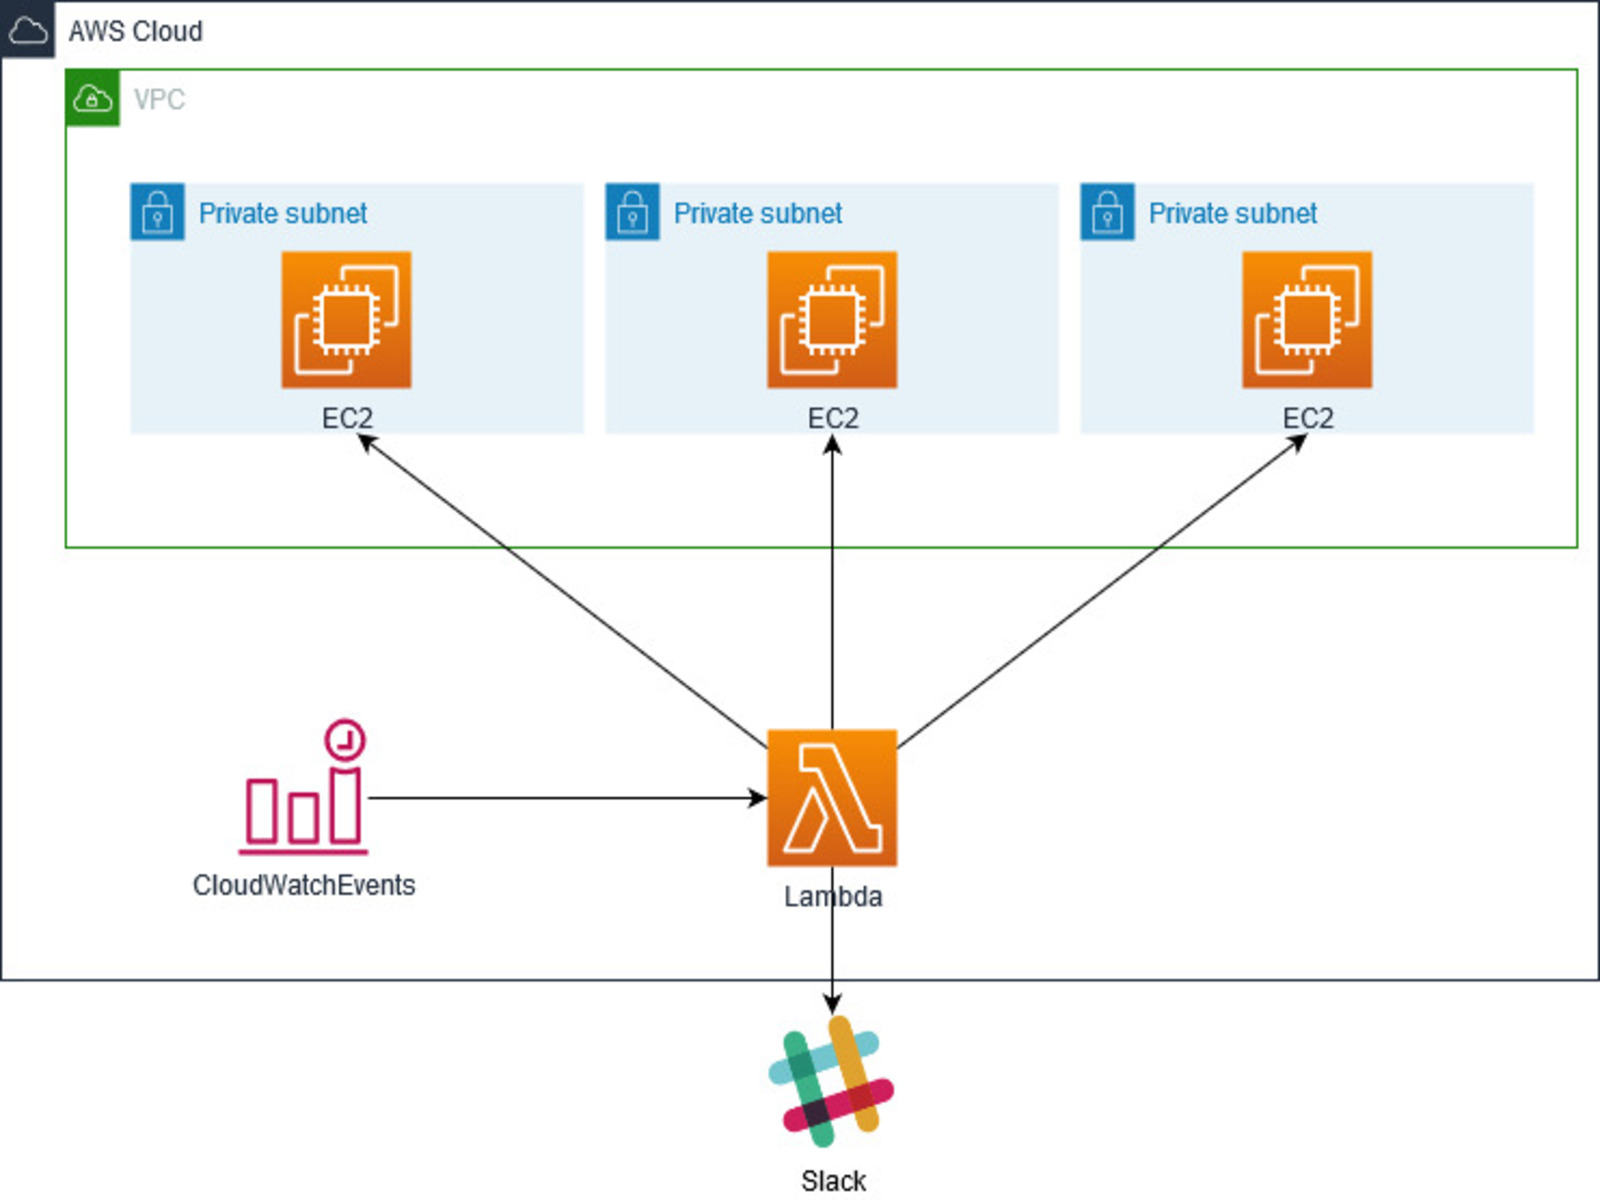 AWS Cloud
VPC
Private subnet
Private subnet
Private subnet
EC2
EC2
EC2
CloudWatchEvents
Lambda
Slack